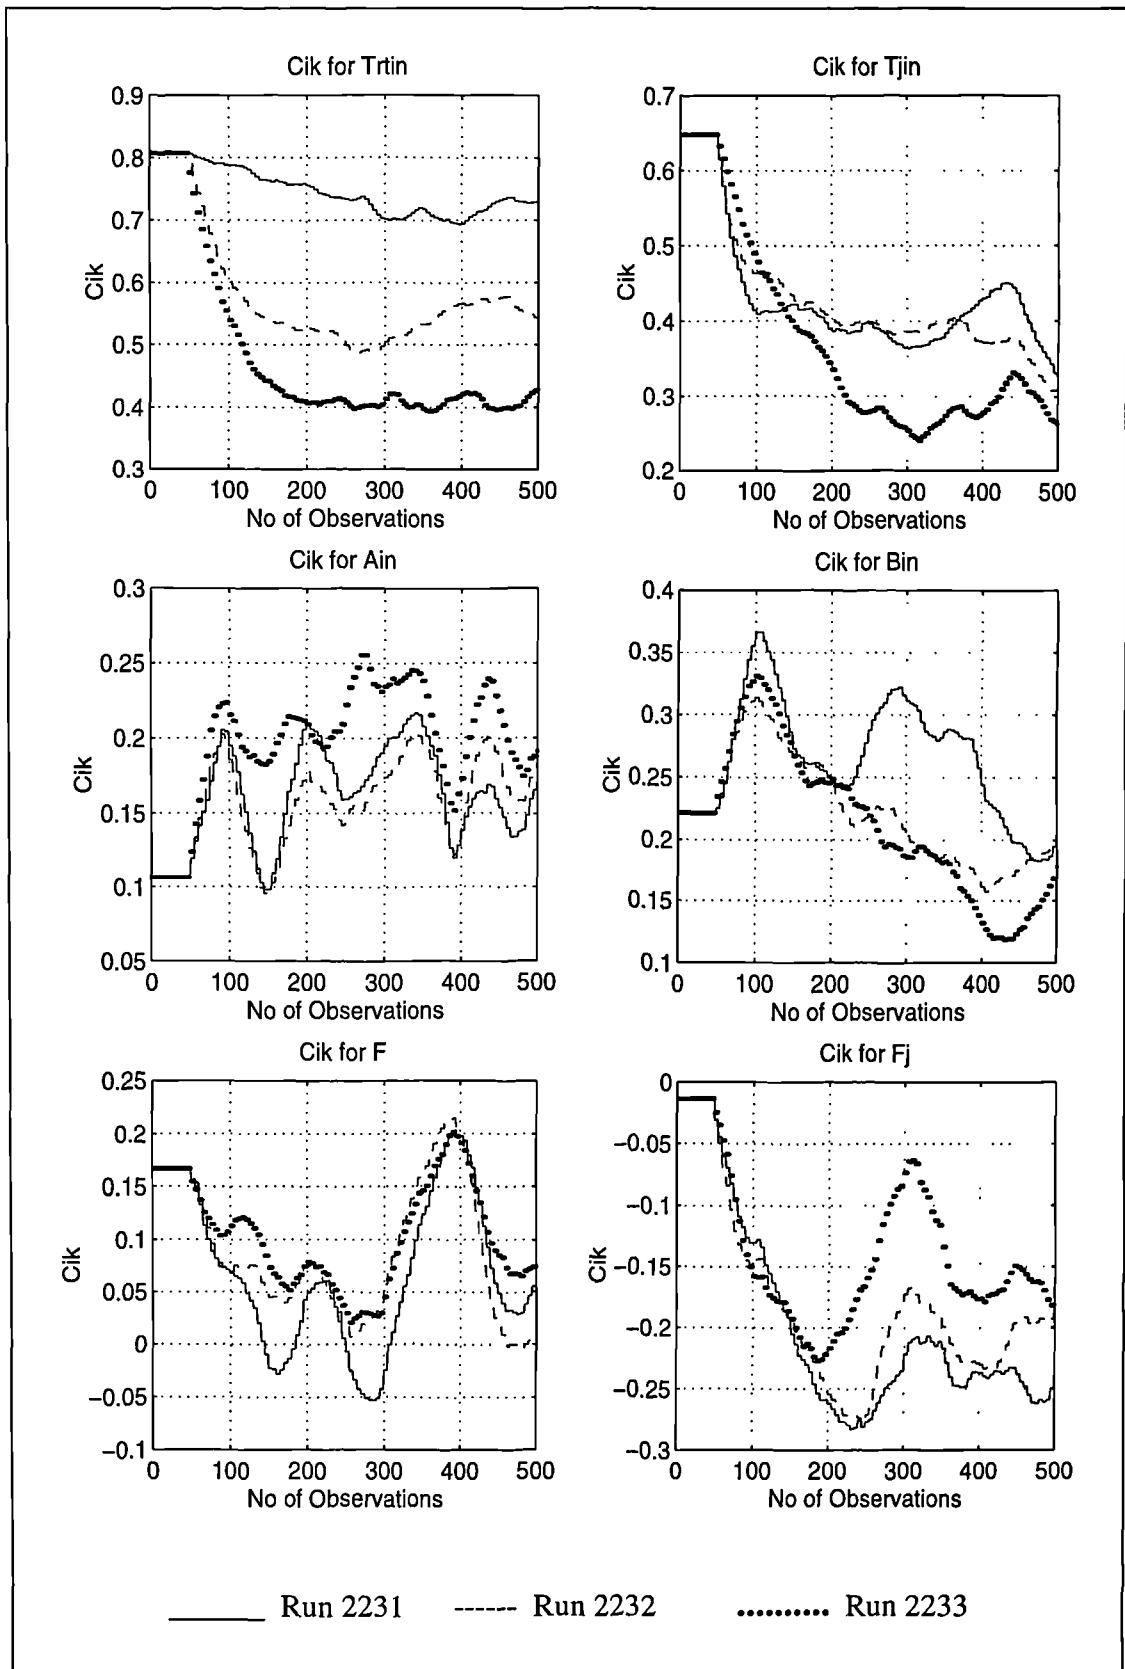 Cik for Trtin
Cik for Tjin
0.9
0.8
0.7
0.6
0.5
0.4
0.3
Cik
0 100 200 300 400 500
No of Observations
0.7
0.6
0.5
0.4
0.3
0.2
Cik
0 100 200 300 400 500
No of Observations
Cik for Ain
Cik for Bin
0.3
0.25
0.2
0.15
0.1
0.05
Cik
0 100 200 300 400 500
No of Observations
0.4
0.35
0.3
0.25
0.2
0.15
0.1
Cik
0 100 200 300 400 500
No of Observations
Cik for F
Cik for Fj
0.25
0.2
0.15
0.1
0.05
0
−0.05
−0.1
Cik
0 100 200 300 400 500
No of Observations
0
−0.05
−0.1
−0.15
−0.2
−0.25
−0.3
Cik
0 100 200 300 400 500
No of Observations
Run 2231 Run 2232 Run 2233